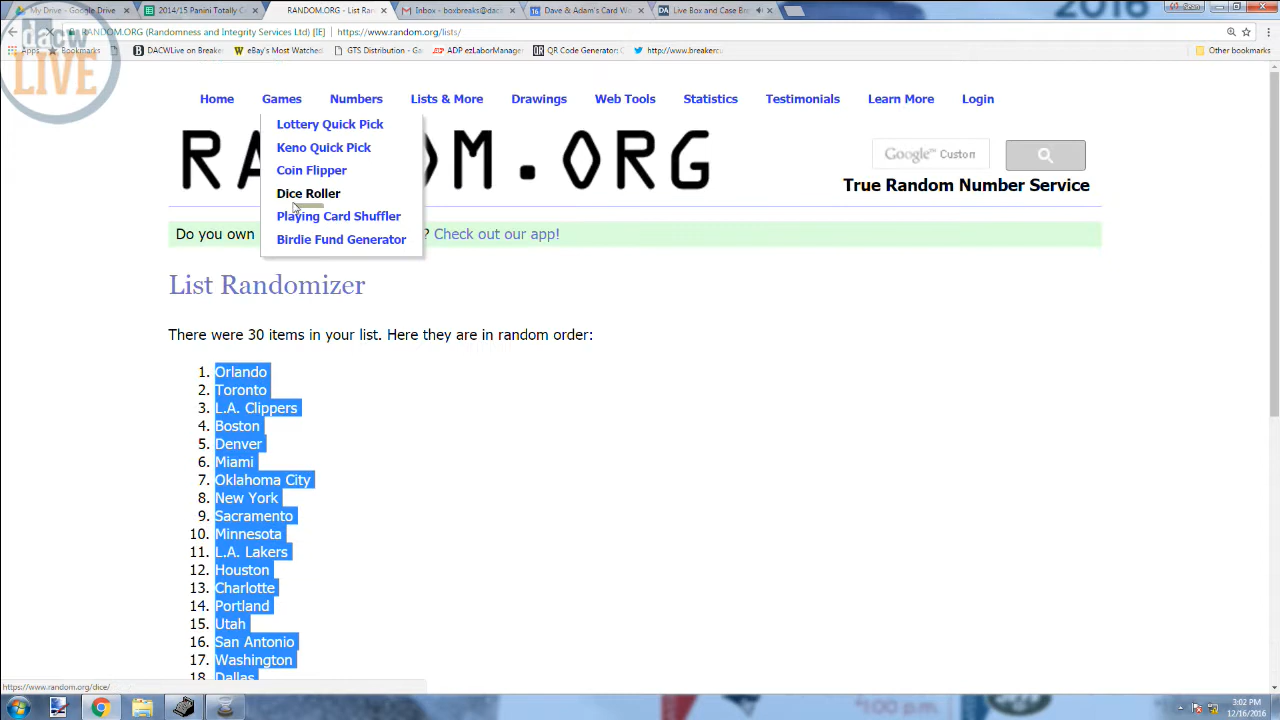 My Drive - Google Drive
2014/15 Panini Totally C
RANDOM.ORG - List Ran
Inbox - boxbreaks@dac
Dave & Adam's Card Wo
Live Box and Case Br
Sean
RANDOM.ORG (Randomness and Integrity Services Ltd) [IE] | https://www.random.org/lists/
Apps
Bookmarks
DACWLive on Breaker
eBay's Most Watched
GTS Distribution - Ga
ADP ezLaborManager
QR Code Generator:
http://www.breakercu
Other bookmarks
dacw
LIVE
2016
Home Games Numbers Lists & More Drawings Web Tools Statistics Testimonials Learn More Login
Lottery Quick Pick
Keno Quick Pick
Coin Flipper
Dice Roller
Playing Card Shuffler
Birdie Fund Generator
RANDOM.ORG
Google™ Custom
True Random Number Service
Do you own
? Check out our app!
List Randomizer
There were 30 items in your list. Here they are in random order:
1. Orlando
2. Toronto
3. L.A. Clippers
4. Boston
5. Denver
6. Miami
7. Oklahoma City
8. New York
9. Sacramento
10. Minnesota
11. L.A. Lakers
12. Houston
13. Charlotte
14. Portland
15. Utah
16. San Antonio
17. Washington
18. Dallas
https://www.random.org/dice/
3:02 PM
12/16/2016